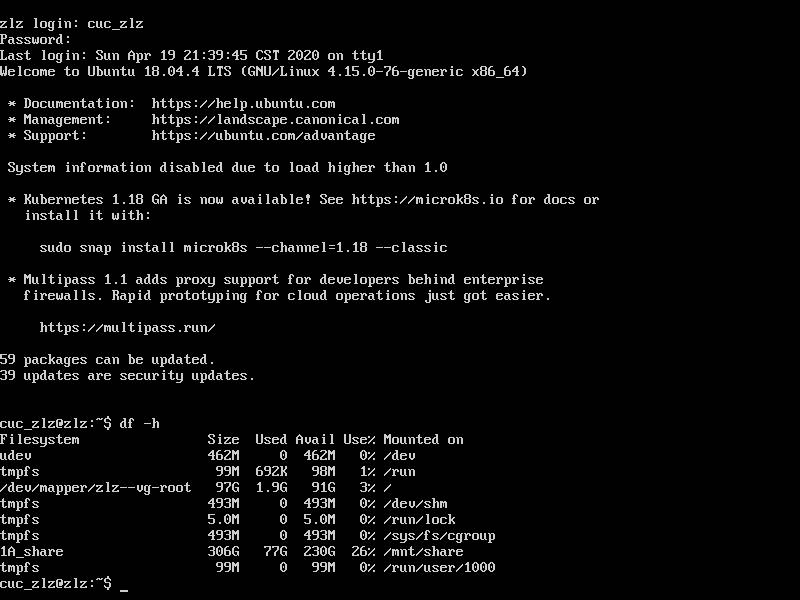 zlz login: cuc_zlz
Password:
Last login: Sun Apr 19 21:39:45 CST 2020 on tty1
Welcome to Ubuntu 18.04.4 LTS (GNU/Linux 4.15.0-76-generic x86_64)

 * Documentation:  https://help.ubuntu.com
 * Management:     https://landscape.canonical.com
 * Support:        https://ubuntu.com/advantage

 System information disabled due to load higher than 1.0

 * Kubernetes 1.18 GA is now available! See https://microk8s.io for docs or
   install it with:

     sudo snap install microk8s --channel=1.18 --classic

 * Multipass 1.1 adds proxy support for developers behind enterprise
   firewalls. Rapid prototyping for cloud operations just got easier.

     https://multipass.run/

59 packages can be updated.
39 updates are security updates.


cuc_zlz@zlz:~$ df -h
Filesystem                Size  Used Avail Use% Mounted on
udev                      462M     0  462M   0% /dev
tmpfs                      99M  692K   98M   1% /run
/dev/mapper/zlz--vg-root   97G  1.9G   91G   3% /
tmpfs                     493M     0  493M   0% /dev/shm
tmpfs                     5.0M     0  5.0M   0% /run/lock
tmpfs                     493M     0  493M   0% /sys/fs/cgroup
1A_share                  306G   77G  230G  26% /mnt/share
tmpfs                      99M     0   99M   0% /run/user/1000
cuc_zlz@zlz:~$ _